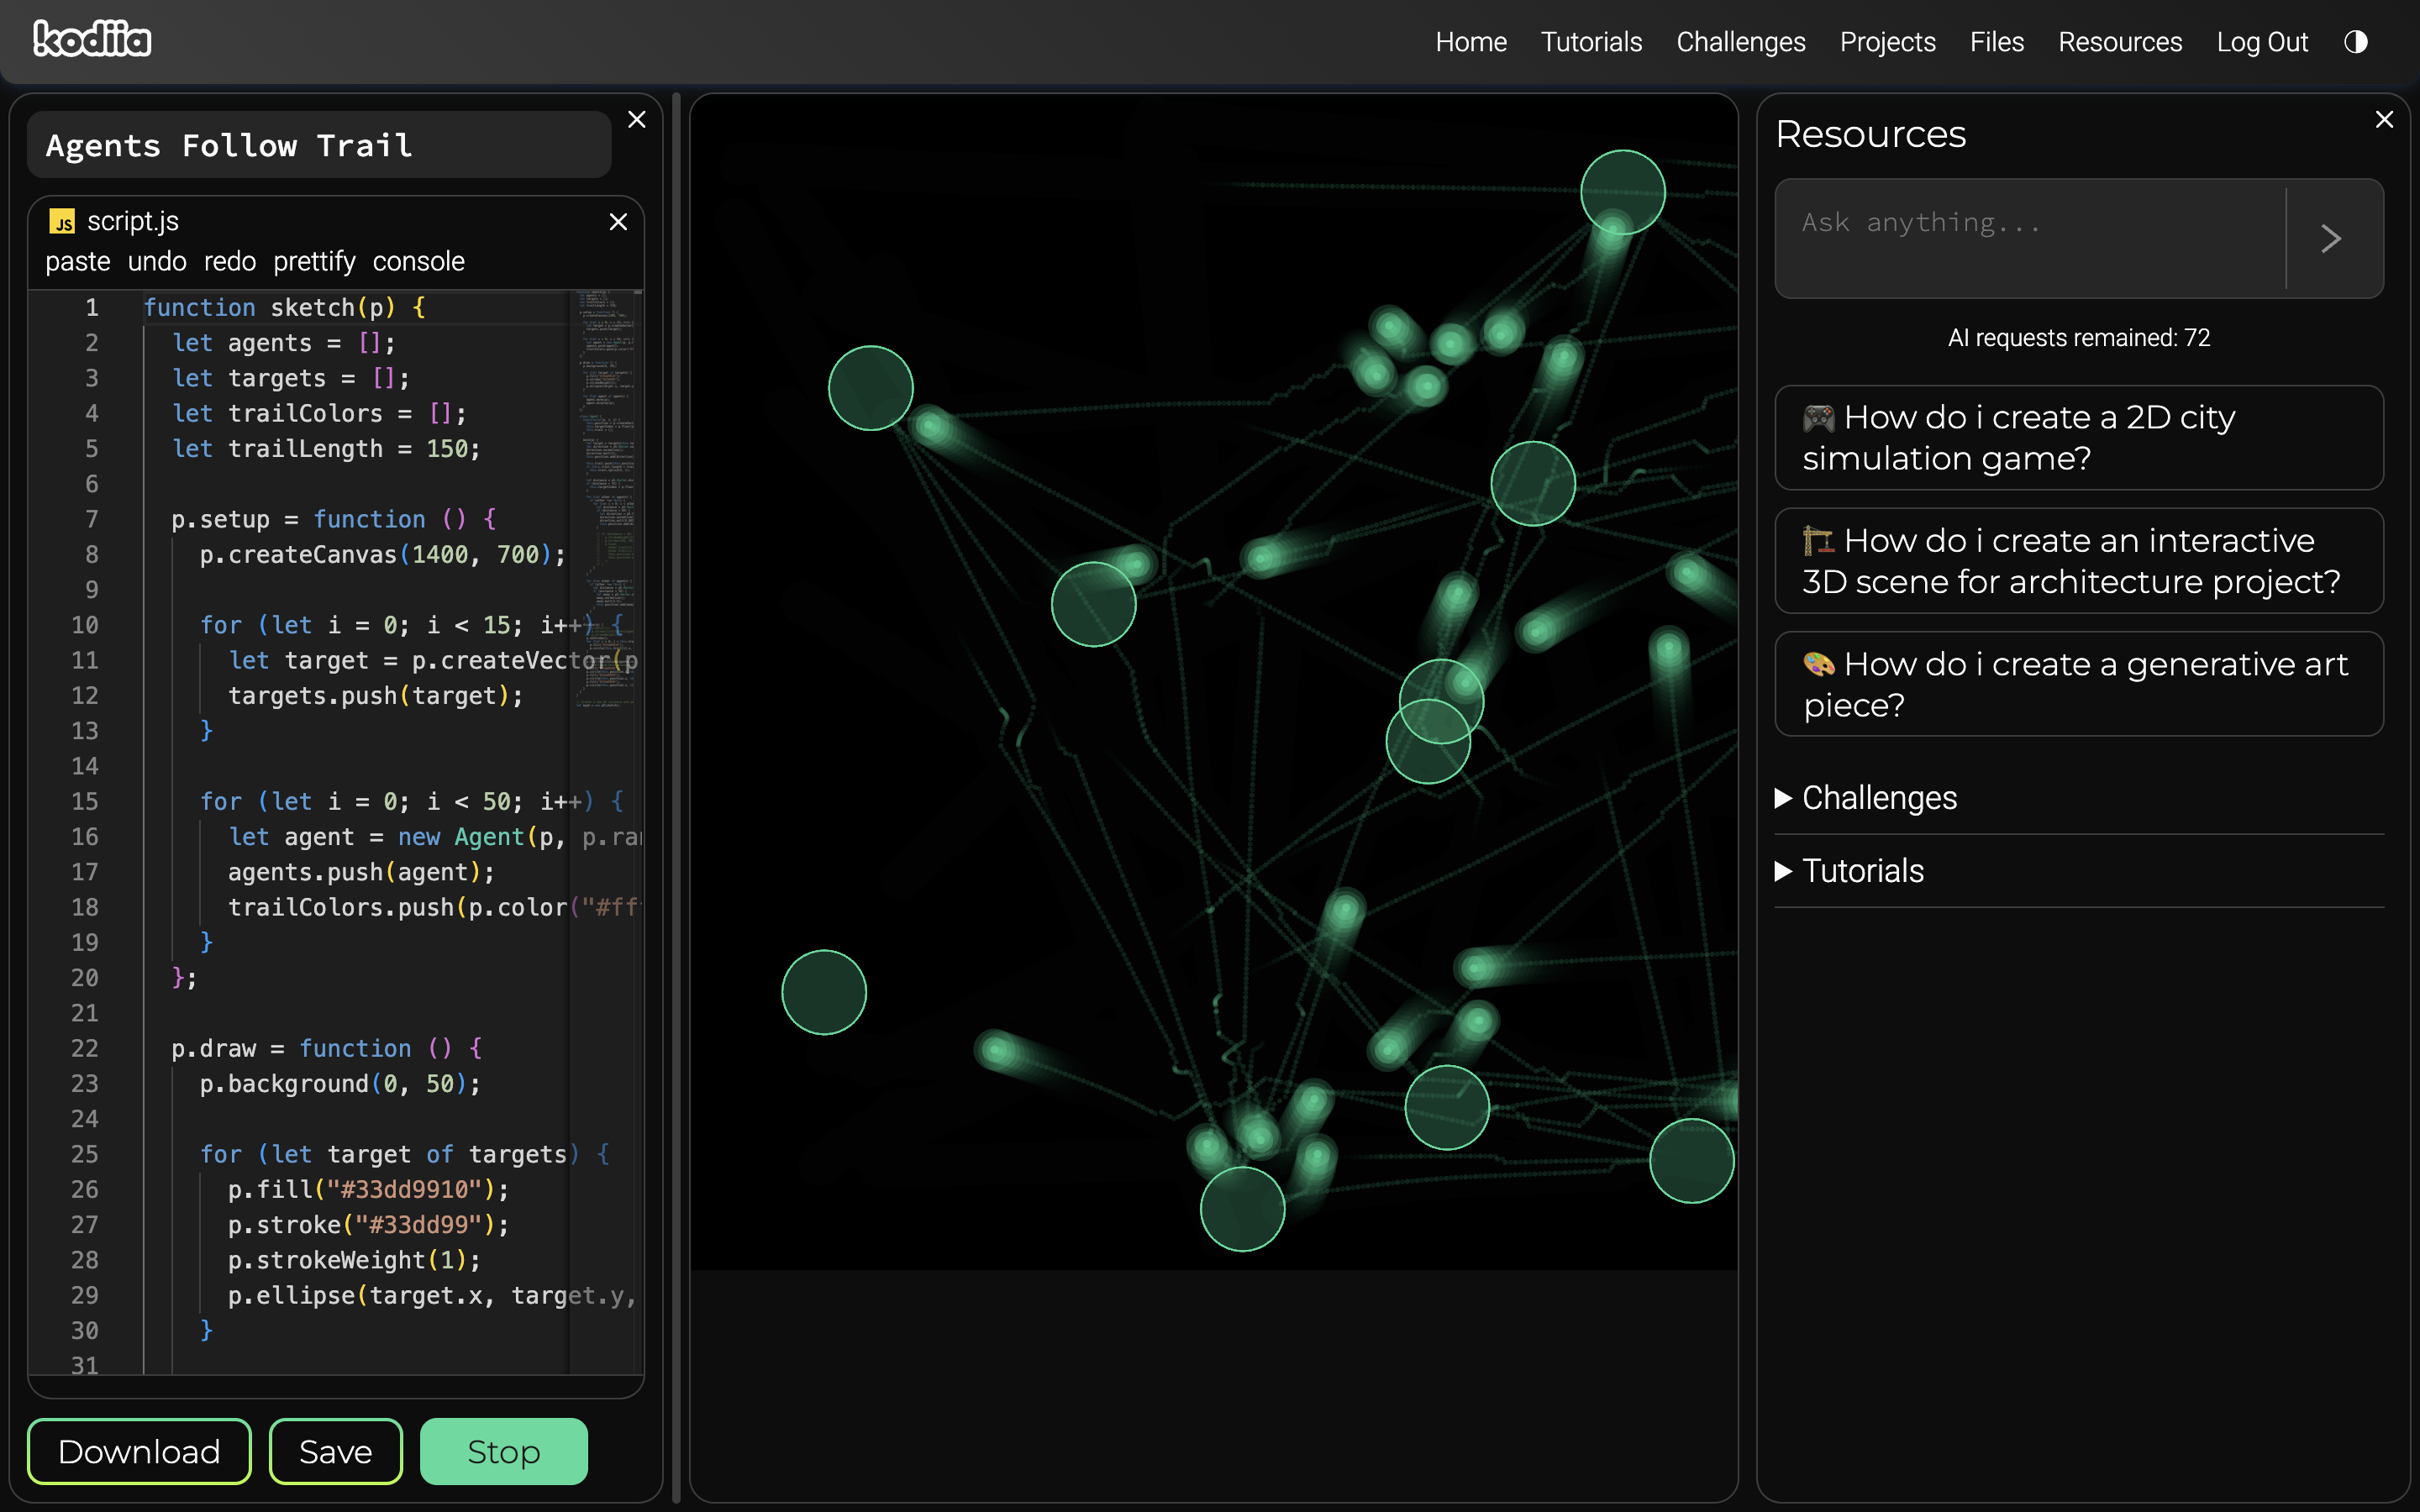 kodiia
Home Tutorials Challenges Projects Files Resources Log Out
Agents Follow Trail
JS script.js
paste undo redo prettify console
1 function sketch(p) {
2 let agents = [];
3 let targets = [];
4 let trailColors = [];
5 let trailLength = 150;
6
7 p.setup = function () {
8 p.createCanvas(1400, 700);
9
10 for (let i = 0; i < 15; i++) {
11 let target = p.createVector(p
12 targets.push(target);
13 }
14
15 for (let i = 0; i < 50; i++) {
16 let agent = new Agent(p, p.ra
17 agents.push(agent);
18 trailColors.push(p.color("#ff
19 }
20 };
21
22 p.draw = function () {
23 p.background(0, 50);
24
25 for (let target of targets) {
26 p.fill("#33dd9910");
27 p.stroke("#33dd99");
28 p.strokeWeight(1);
29 p.ellipse(target.x, target.y,
30 }
31
Download Save Stop
Resources
Ask anything...
AI requests remained: 72
🎮 How do i create a 2D city
simulation game?
🏗️ How do i create an interactive
3D scene for architecture project?
🎨 How do i create a generative art
piece?
Challenges
Tutorials